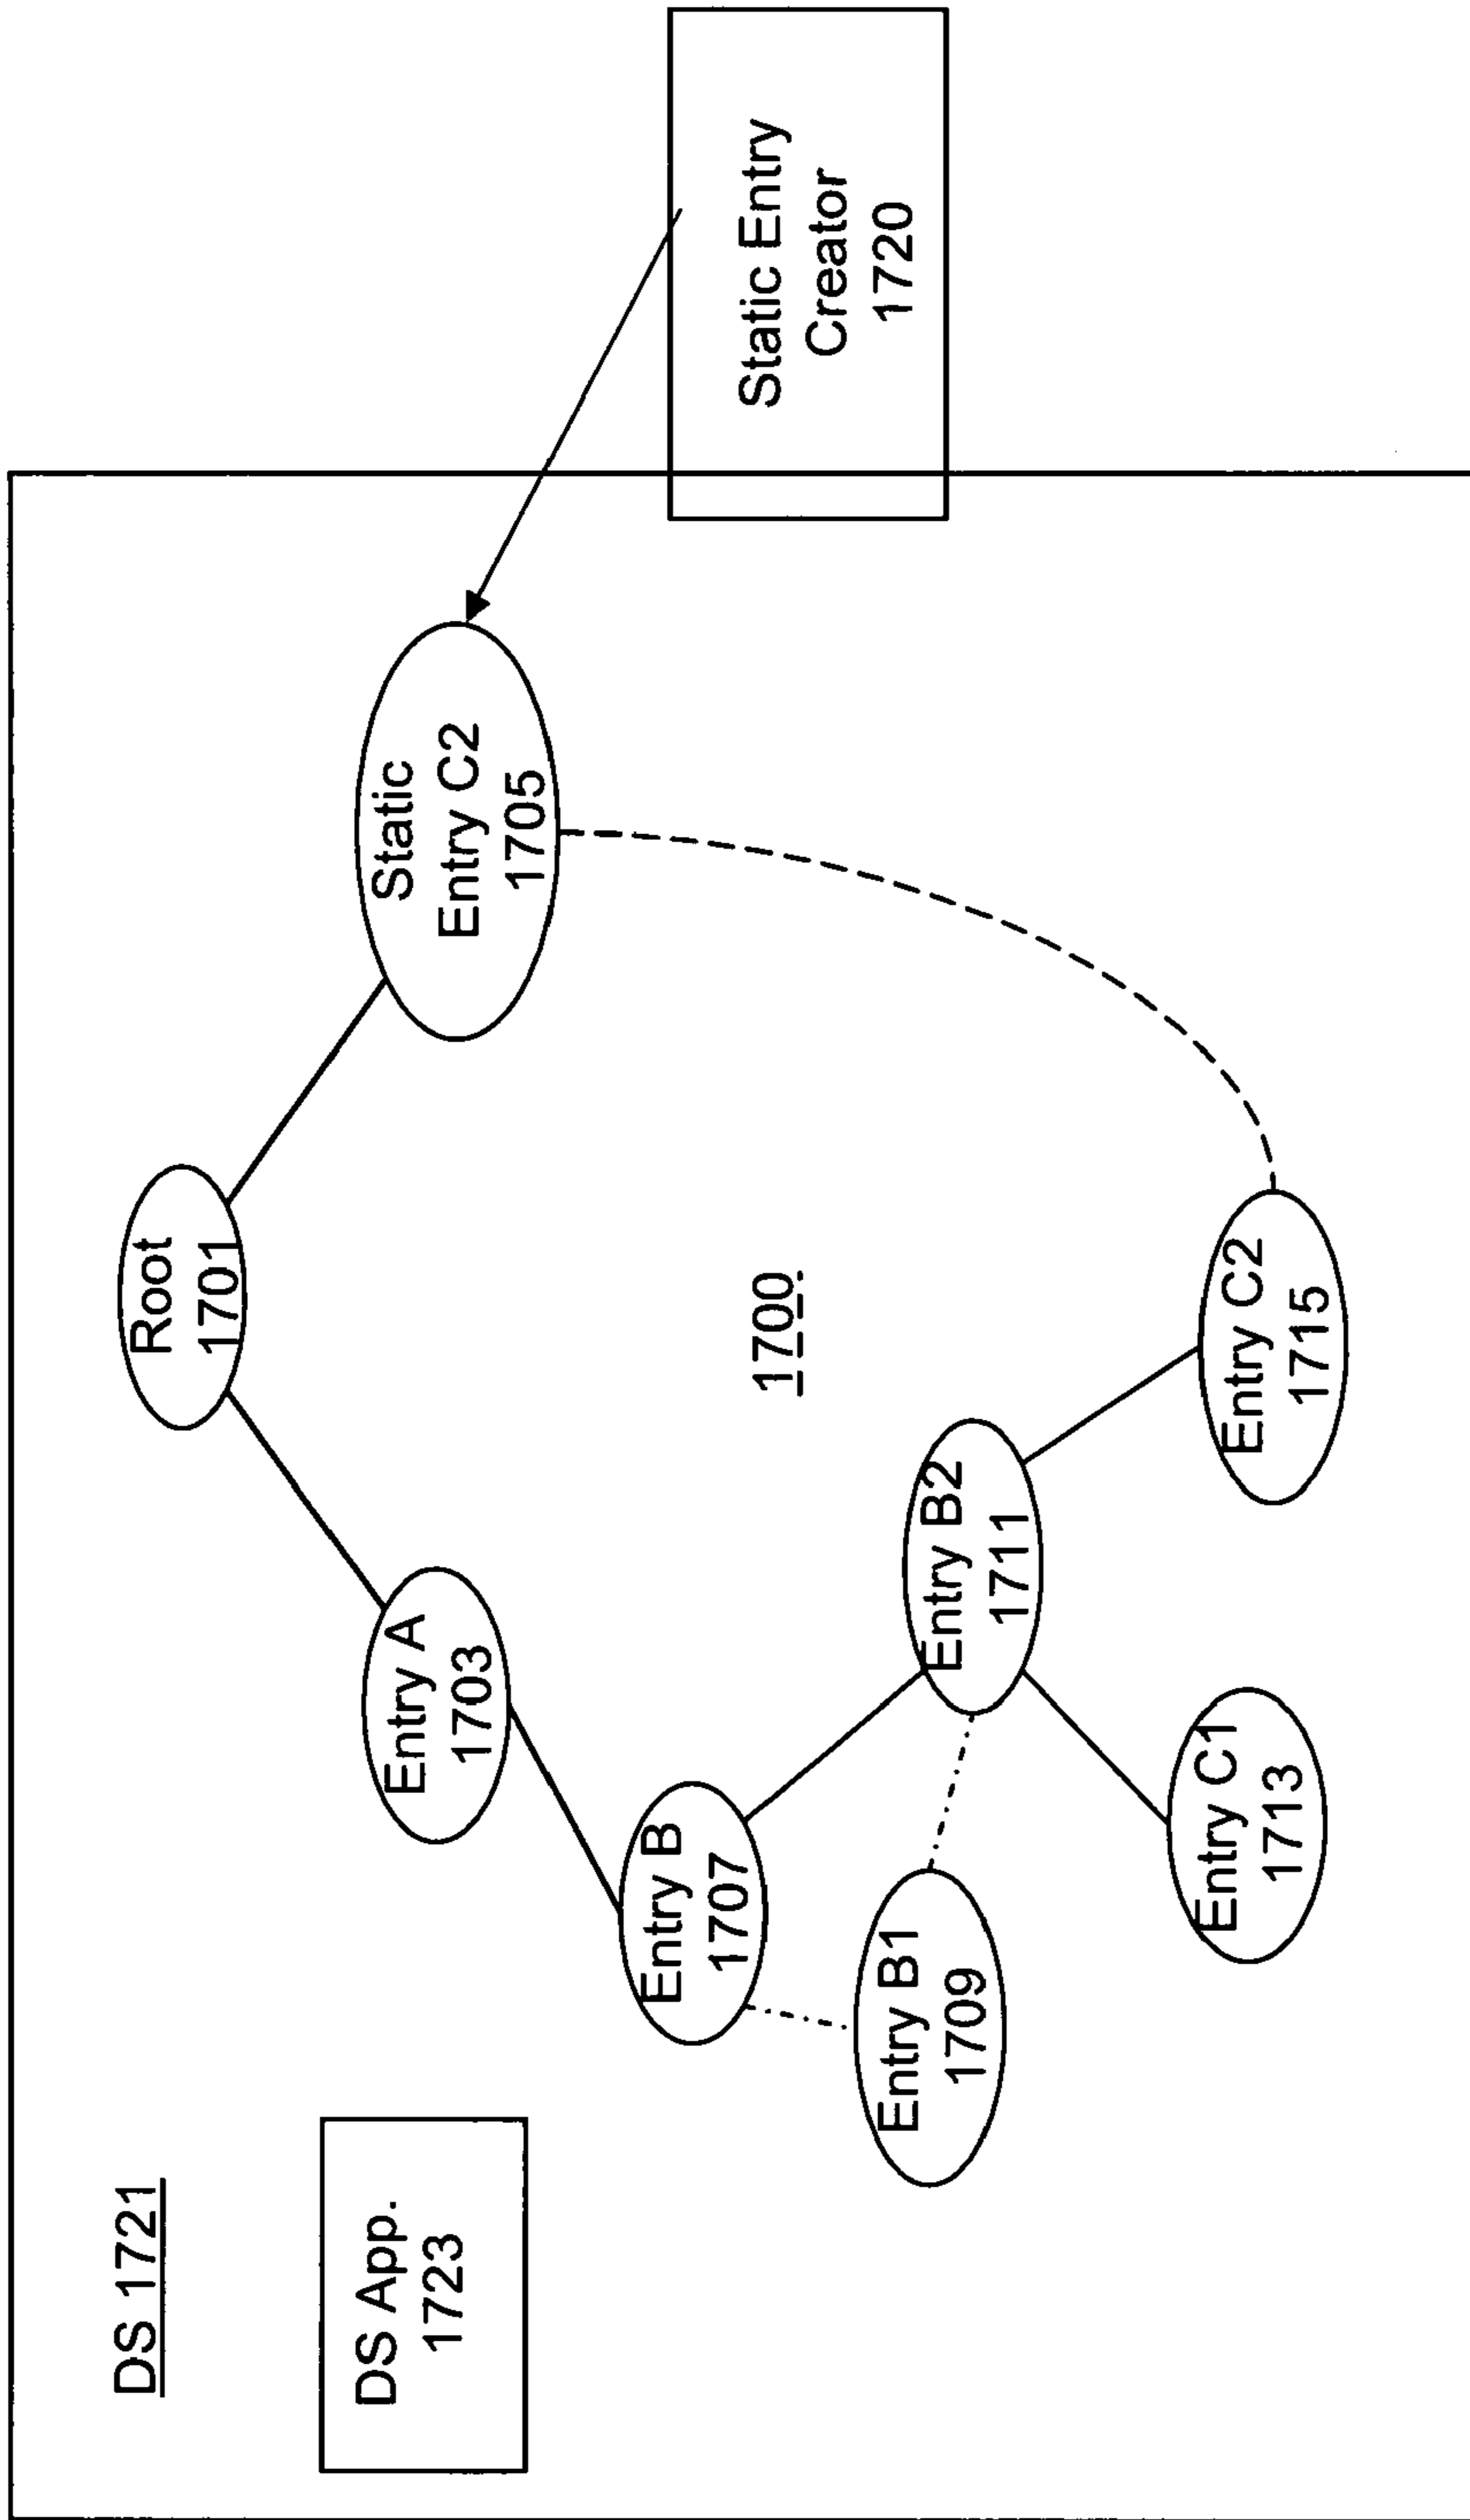 DS 1721
DS App.
1723
Root
1701
Entry A
1703
Static
Entry C2
1705
Entry B
1707
1700
Static Entry
Creator
1720
Entry B1
1709
Entry B2
1711
Entry C1
1713
Entry C2
1715